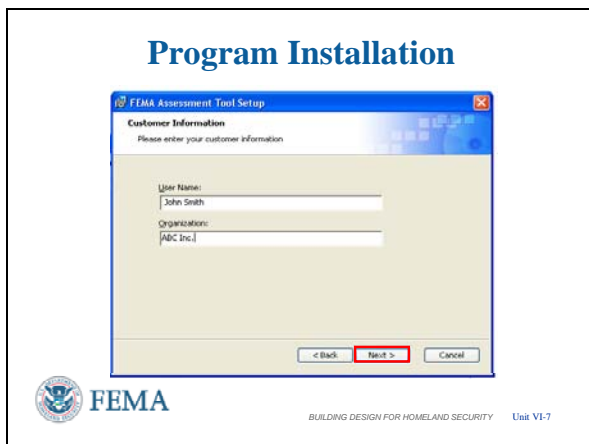 Program Installation
FEMA Assessment Tool Setup
Customer Information
Please enter your customer information
User Name:
John Smith
Organization:
ABC Inc.
< Back Next > Cancel
FEMA
BUILDING DESIGN FOR HOMELAND SECURITY Unit VI-7